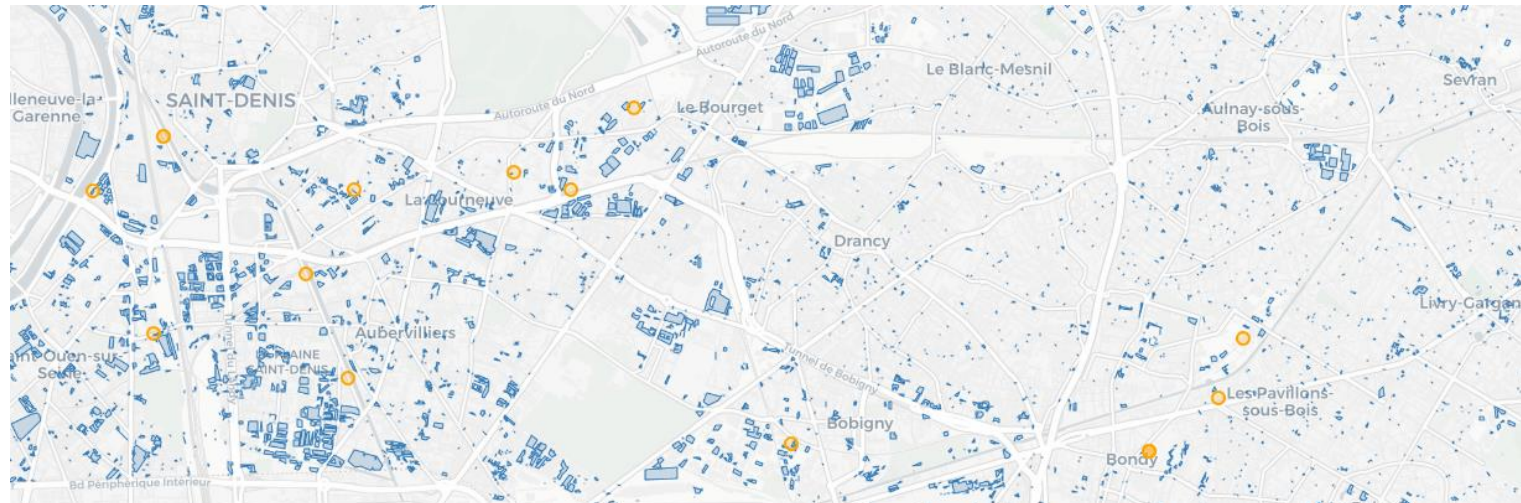 Autoroute du Nord
Le Blanc-Mesnil
Sevran
lleneuve-la-
Garenne
SAINT-DENIS
Autoroute du Nord
Le Bourget
Aulnay-sous-
Bois
La Courneuve
Drancy
Livry-Gargan
Aubervilliers
Saint-Ouen-sur-
Seine
LA PLAINE
SAINT-DENIS
Tunnel de Bobigny
Les Pavillons-
sous-Bois
Bobigny
Bondy
Bd Périphérique Intérieur